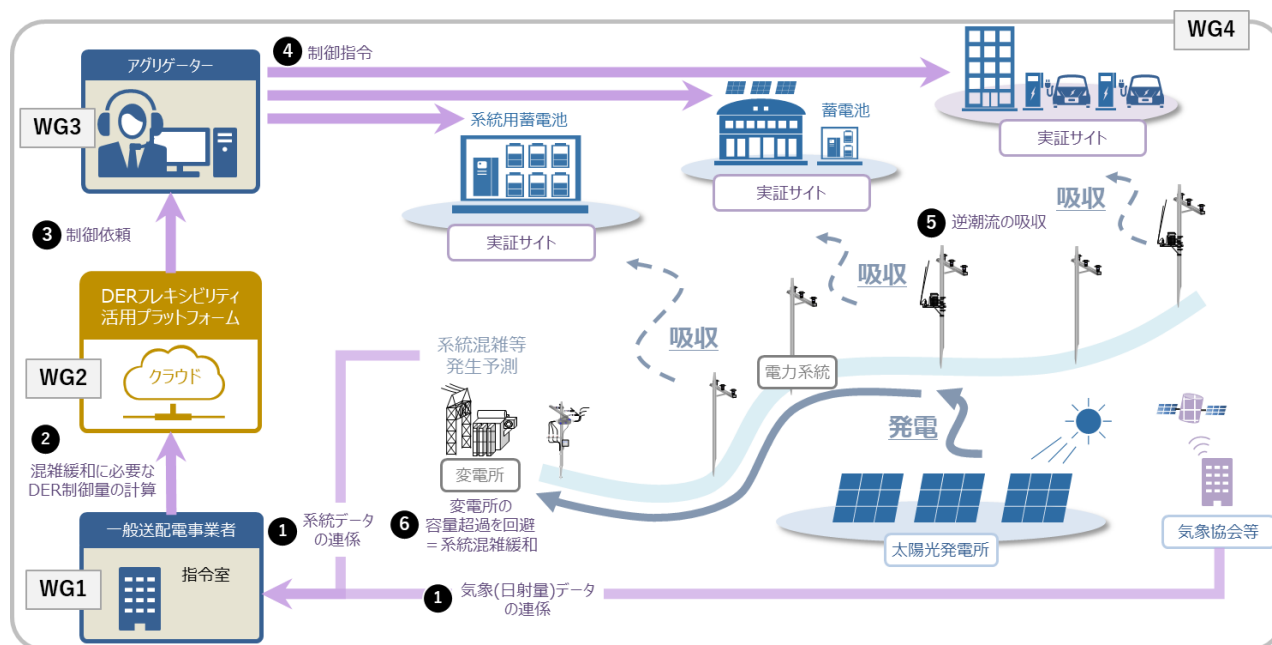 WG4
アグリゲーター
WG3
❹ 制御指令
系統用蓄電池
実証サイト
蓄電池
実証サイト
実証サイト
❸ 制御依頼
吸収
❺ 逆潮流の吸収
吸収
吸収
DERフレキシビリティ
活用プラットフォーム
WG2
クラウド
系統混雑等
発生予測
電力系統
発電
❷
混雑緩和に必要な
DER制御量の計算
変電所
❻ 変電所の
容量超過を回避
=系統混雑緩和
太陽光発電所
気象協会等
一般送配電事業者
WG1
指令室
❶ 系統データ
の連係
❶ 気象(日射量)データ
の連係